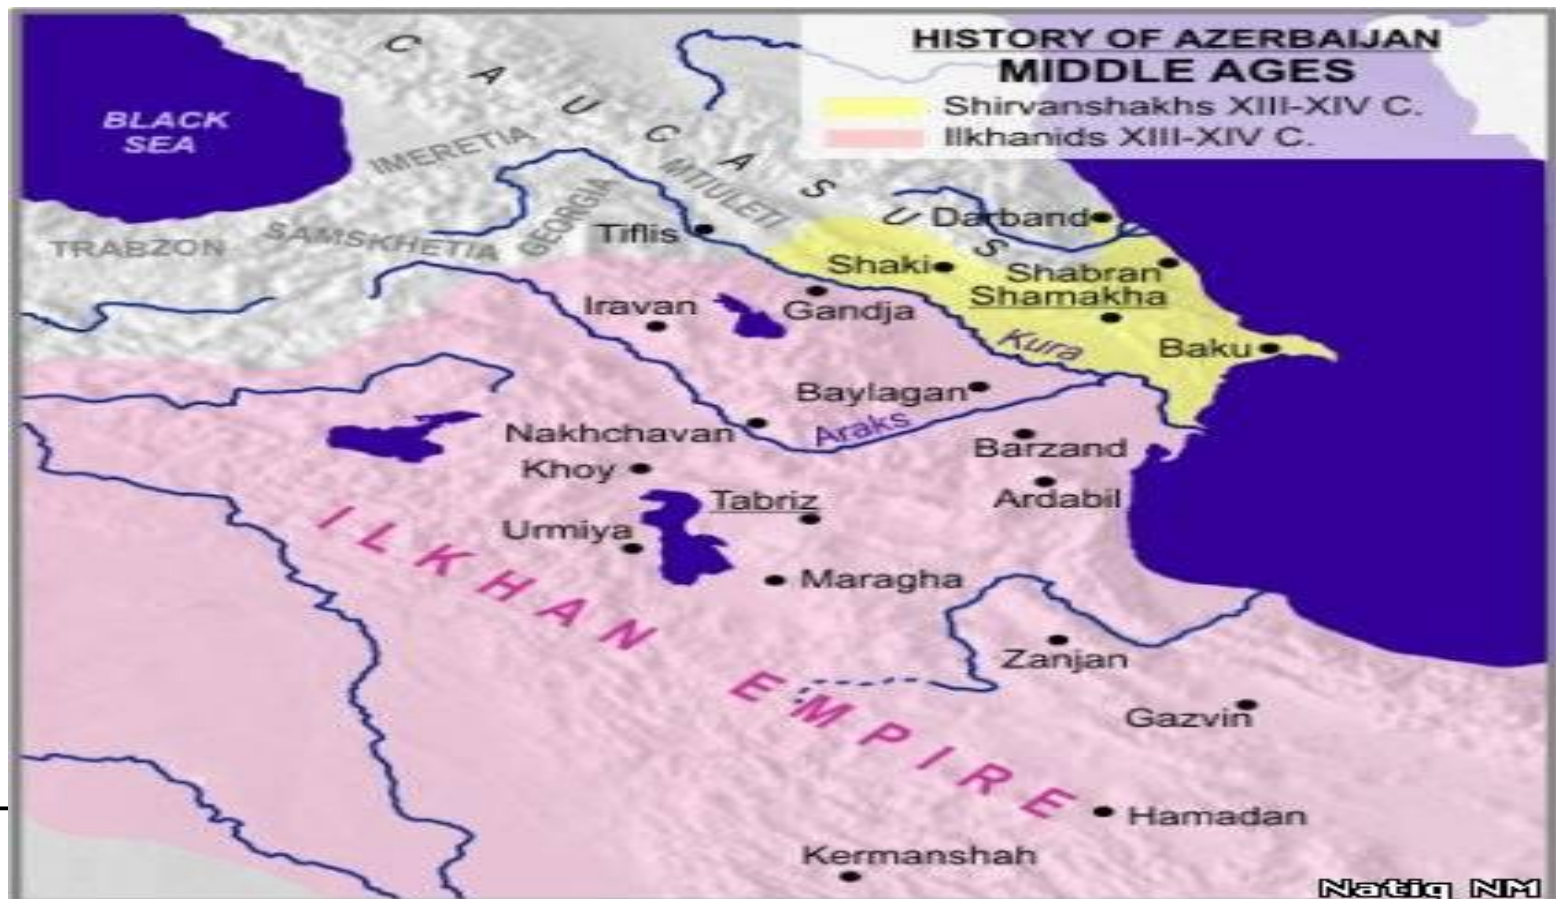 HISTORY OF AZERBAIJAN
MIDDLE AGES
Shirvanshakhs XIII-XIV C.
Ilkhanids XIII-XIV C.
BLACK
SEA
CAUCASUS
IMERETIA
MTIULETI
GEORGIA
SAMSKHETIA
TRABZON
Tiflis
Darband
Shaki
Shabran
Shamakha
Iravan
Gandja
Kura
Baku
Baylagan
Araks
Nakhchavan
Barzand
Khoy
Ardabil
Tabriz
Urmiya
Maragha
ILKHAN EMPIRE
Zanjan
Gazvin
Hamadan
Kermanshah
Natiq NM